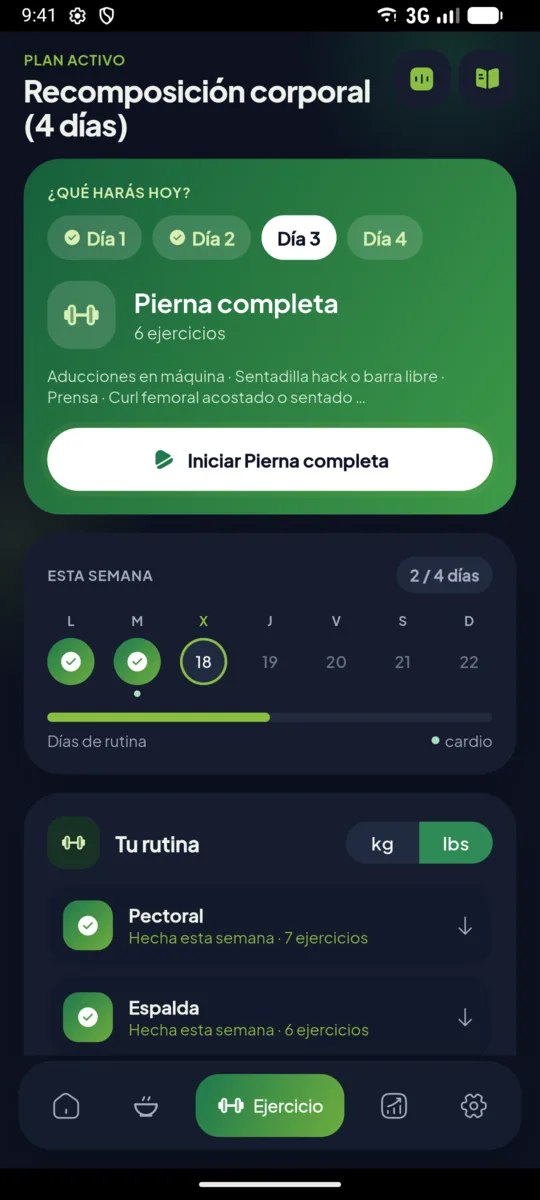 9:41 3G
PLAN ACTIVO
Recomposición corporal
(4 días)
¿QUÉ HARÁS HOY?
Día 1 Día 2 Día 3 Día 4
Pierna completa
6 ejercicios
Aducciones en máquina · Sentadilla hack o barra libre ·
Prensa · Curl femoral acostado o sentado ...
Iniciar Pierna completa
ESTA SEMANA 2 / 4 días
L M X J V S D
18 19 20 21 22
Días de rutina cardio
Tu rutina kg lbs
Pectoral
Hecha esta semana · 7 ejercicios
Espalda
Hecha esta semana · 6 ejercicios
Ejercicio